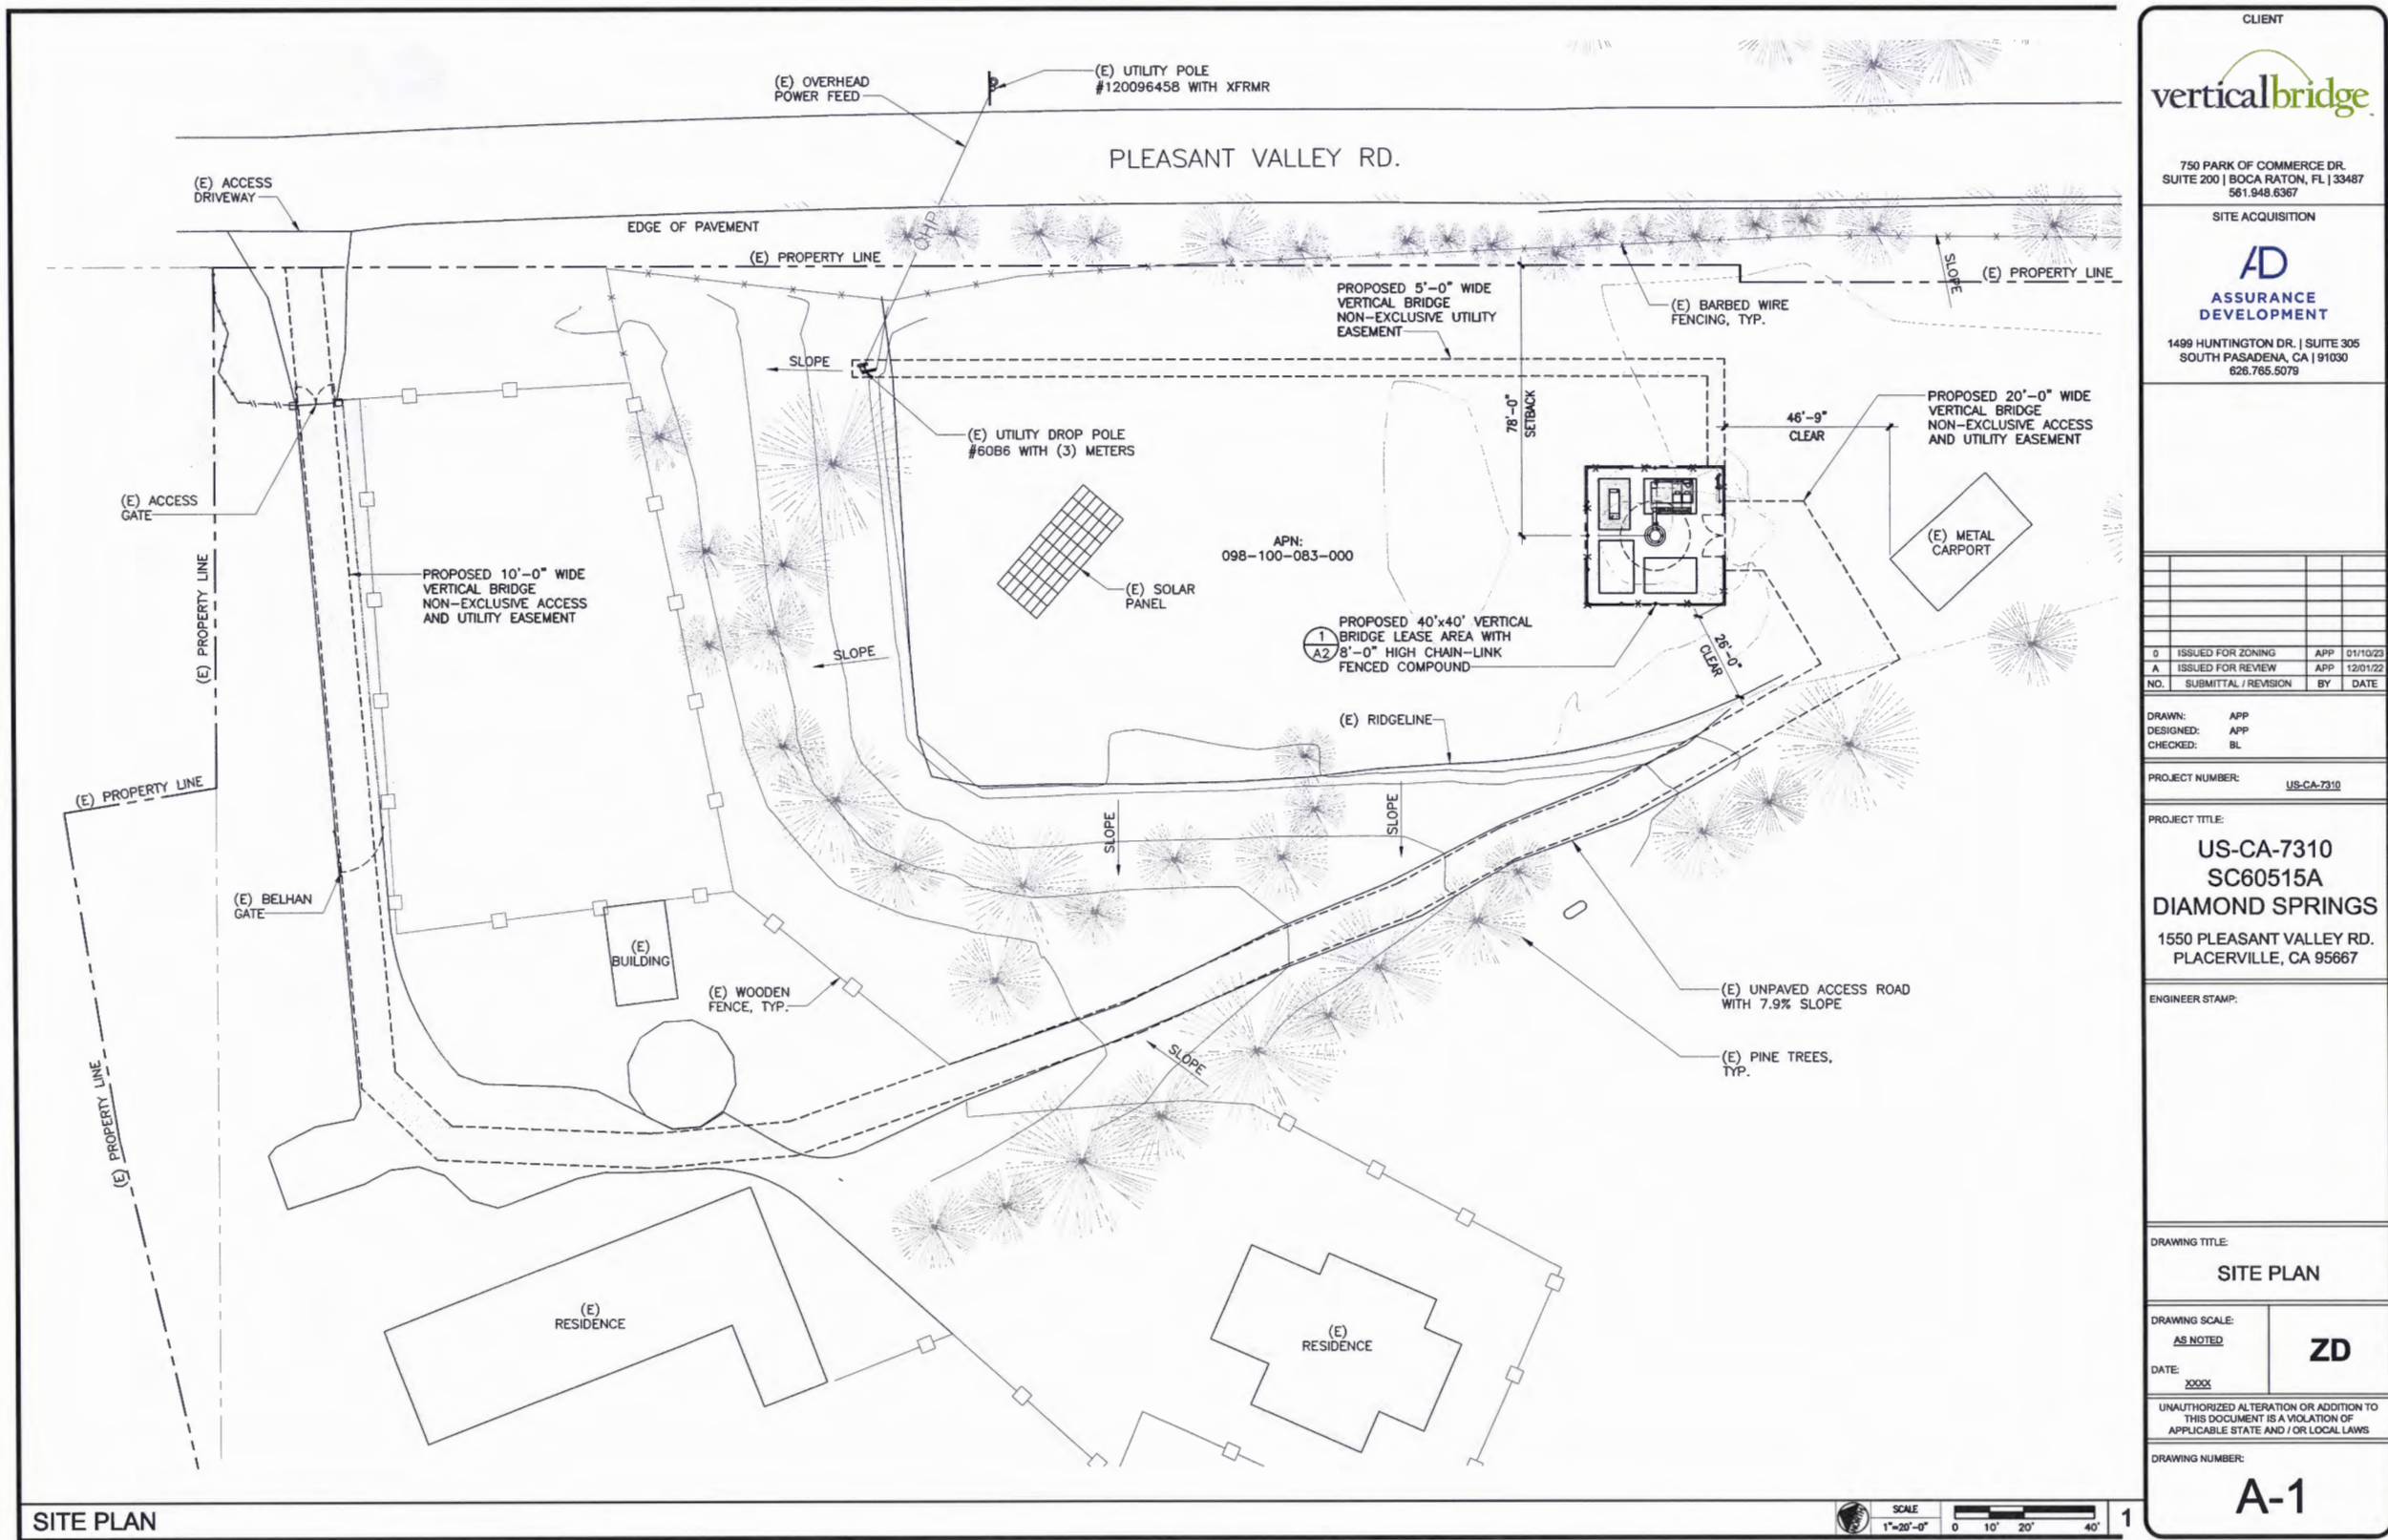 (E) OVERHEAD
POWER FEED
(E) UTILITY POLE
#120096458 WITH XFRMR
PLEASANT VALLEY RD.
(E) ACCESS
DRIVEWAY
EDGE OF PAVEMENT
OHP
(E) PROPERTY LINE
(E) PROPERTY LINE
SLOPE
PROPOSED 5'-0" WIDE
VERTICAL BRIDGE
NON-EXCLUSIVE UTILITY
EASEMENT
(E) BARBED WIRE
FENCING, TYP.
SLOPE
78'-0"
SETBACK
46'-9"
CLEAR
PROPOSED 20'-0" WIDE
VERTICAL BRIDGE
NON-EXCLUSIVE ACCESS
AND UTILITY EASEMENT
(E) UTILITY DROP POLE
#60B6 WITH (3) METERS
(E) ACCESS
GATE
(E) PROPERTY LINE
PROPOSED 10'-0" WIDE
VERTICAL BRIDGE
NON-EXCLUSIVE ACCESS
AND UTILITY EASEMENT
APN:
098-100-083-000
(E) METAL
CARPORT
(E) SOLAR
PANEL
1
A2
PROPOSED 40'x40' VERTICAL
BRIDGE LEASE AREA WITH
8'-0" HIGH CHAIN-LINK
FENCED COMPOUND
26'-0"
CLEAR
SLOPE
(E) RIDGELINE
(E) PROPERTY LINE
SLOPE
SLOPE
(E) BELHAN
GATE
(E)
BUILDING
(E) WOODEN
FENCE, TYP.
(E) UNPAVED ACCESS ROAD
WITH 7.9% SLOPE
SLOPE
(E) PINE TREES,
TYP.
(E) PROPERTY LINE
(E)
RESIDENCE
(E)
RESIDENCE
SITE PLAN
NORTH
SCALE
1"=20'-0"
0 10' 20' 40'
1
CLIENT
verticalbridge
750 PARK OF COMMERCE DR.
SUITE 200 | BOCA RATON, FL | 33487
561.948.6367
SITE ACQUISITION
AD
ASSURANCE
DEVELOPMENT
1499 HUNTINGTON DR. | SUITE 305
SOUTH PASADENA, CA | 91030
626.765.5079
0 ISSUED FOR ZONING APP 01/10/23
A ISSUED FOR REVIEW APP 12/01/22
NO. SUBMITTAL / REVISION BY DATE
DRAWN: APP
DESIGNED: APP
CHECKED: BL
PROJECT NUMBER: US-CA-7310
PROJECT TITLE:
US-CA-7310
SC60515A
DIAMOND SPRINGS
1550 PLEASANT VALLEY RD.
PLACERVILLE, CA 95667
ENGINEER STAMP:
DRAWING TITLE:
SITE PLAN
DRAWING SCALE:
AS NOTED
DATE:
XXXX
ZD
UNAUTHORIZED ALTERATION OR ADDITION TO
THIS DOCUMENT IS A VIOLATION OF
APPLICABLE STATE AND / OR LOCAL LAWS
DRAWING NUMBER:
A-1